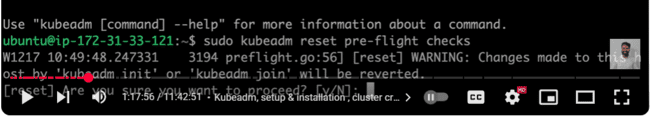 Use "kubeadm [command] --help" for more information about a command.
ubuntu@ip-172-31-33-121:~$ sudo kubeadm reset pre-flight checks
W1217 10:49:48.247331    3194 preflight.go:56] [reset] WARNING: Changes made to this h
ost by 'kubeadm init' or 'kubeadm join' will be reverted.
[reset] Are you sure you want to proceed? [y/N]:
1:17:56 / 11:42:51 • Kubeadm, setup & installation , cluster cr...
CC
HD